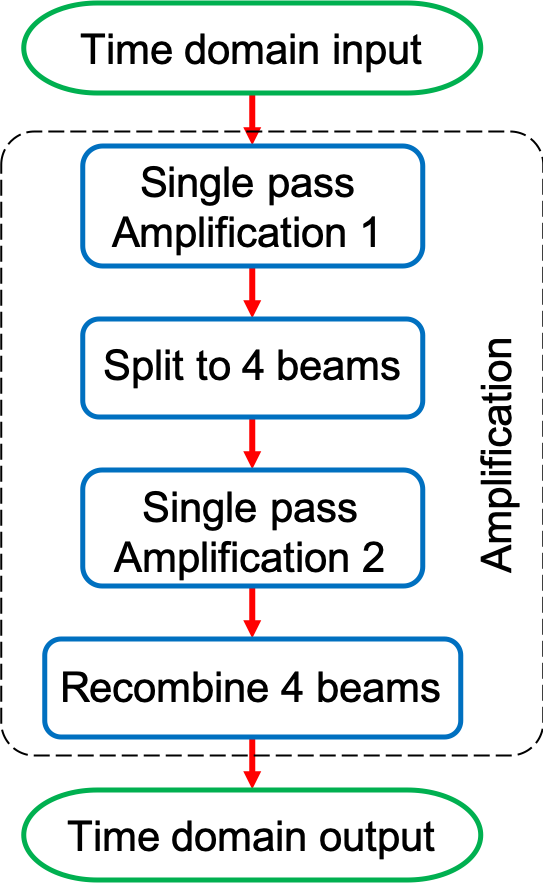 Time domain input
Single pass
Amplification 1
Split to 4 beams
Single pass
Amplification 2
Recombine 4 beams
Time domain output
Amplification